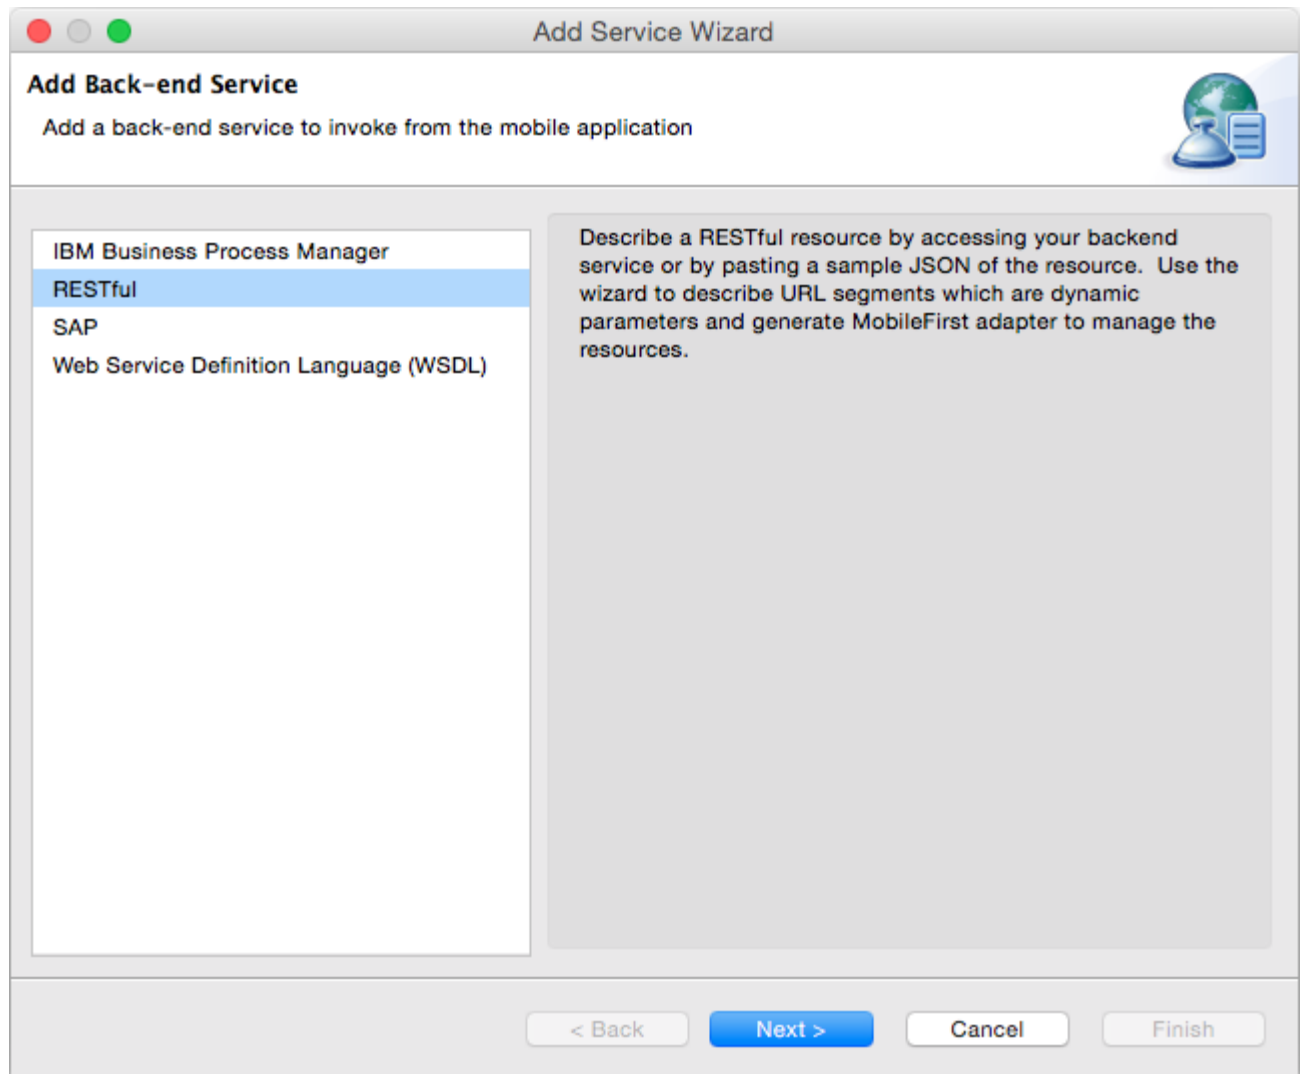 Add Service Wizard
Add Back-end Service
Add a back-end service to invoke from the mobile application
IBM Business Process Manager
RESTful
SAP
Web Service Definition Language (WSDL)
Describe a RESTful resource by accessing your backend
service or by pasting a sample JSON of the resource.  Use the
wizard to describe URL segments which are dynamic
parameters and generate MobileFirst adapter to manage the
resources.
< Back
Next >
Cancel
Finish